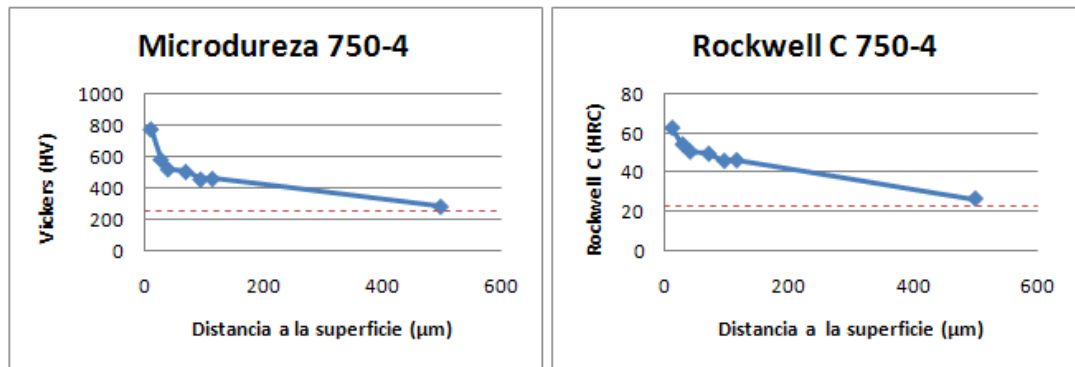 Microdureza 750-4
Vickers (HV)
1000
800
600
400
200
0
0 200 400 600
Distancia a la superficie (µm)
Rockwell C 750-4
Rockwell C (HRC)
80
60
40
20
0
0 200 400 600
Distancia a la superficie (µm)